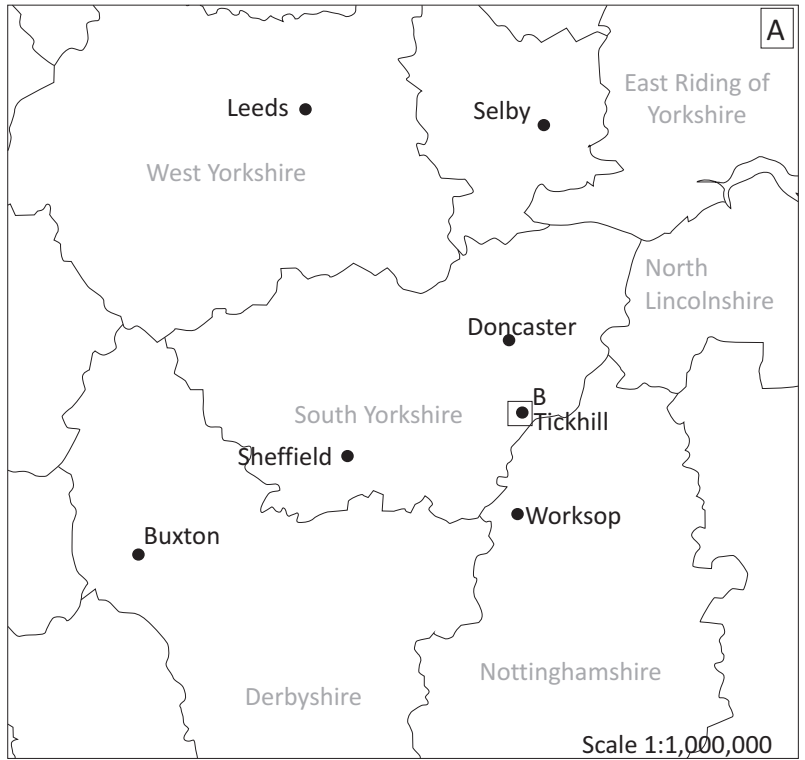 A
East Riding of
Yorkshire
Leeds
Selby
West Yorkshire
North
Lincolnshire
Doncaster
B
South Yorkshire
Tickhill
Sheffield
Worksop
Buxton
Nottinghamshire
Derbyshire
Scale 1:1,000,000